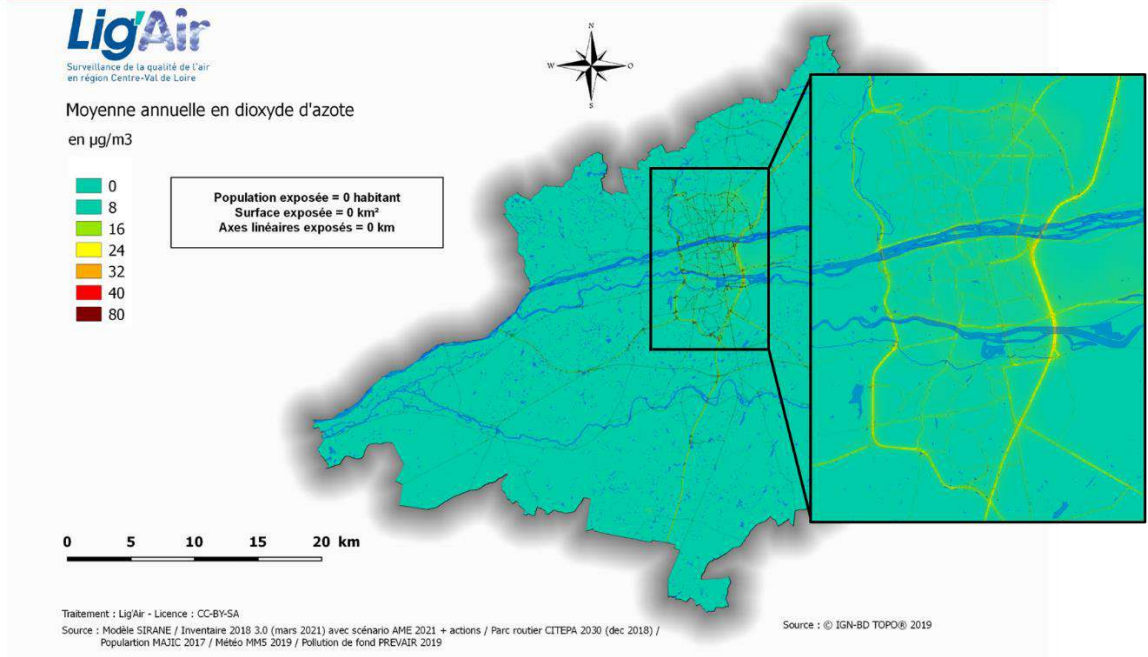 Lig'Air
Surveillance de la qualité de l'air
en région Centre-Val de Loire
Moyenne annuelle en dioxyde d'azote
en µg/m3
0
8
16
24
32
40
80
Population exposée = 0 habitant
Surface exposée = 0 km²
Axes linéaires exposés = 0 km
N
W
O
S
0 5 10 15 20 km
Traitement : Lig'Air - Licence : CC-BY-SA
Source : Modèle SIRANE / Inventaire 2018 3.0 (mars 2021) avec scénario AME 2021 + actions / Parc routier CITEPA 2030 (dec 2018) /
Populartion MAJIC 2017 / Météo MM5 2019 / Pollution de fond PREVAIR 2019
Source : © IGN-BD TOPO® 2019